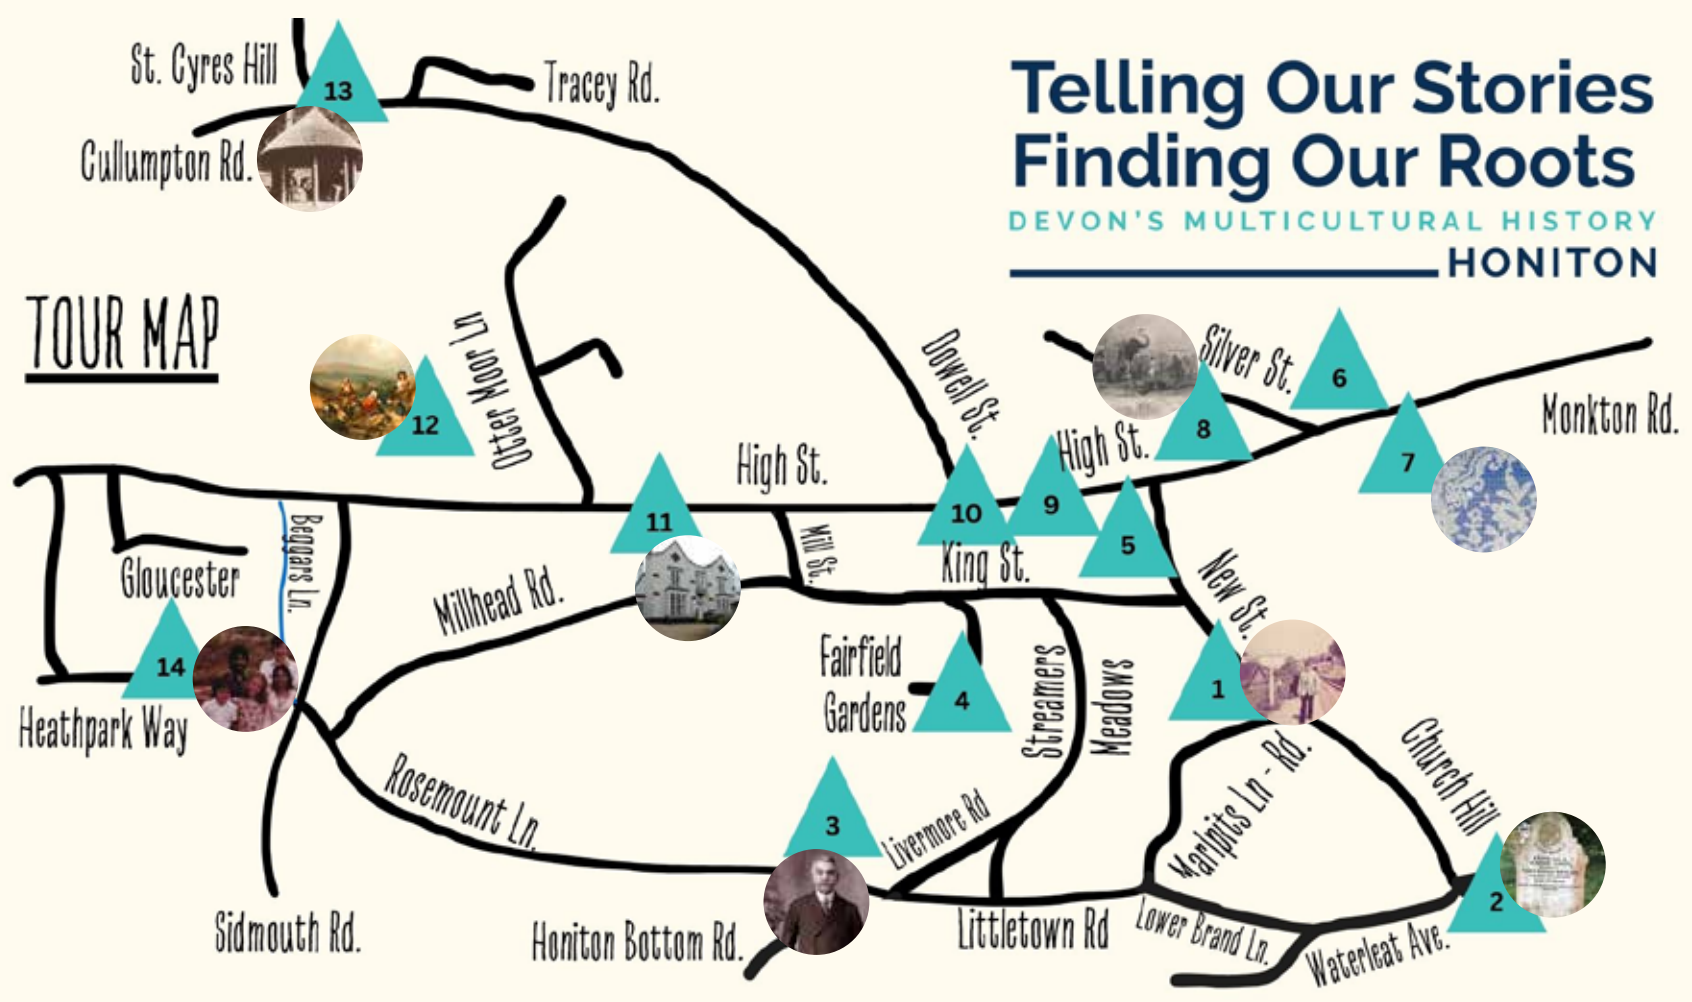 Telling Our Stories
Finding Our Roots
DEVON'S MULTICULTURAL HISTORY
HONITON
TOUR MAP
St. Cyres Hill
13
Tracey Rd.
Cullumpton Rd.
Otter Moor Ln
12
Dowell St.
Silver St.
6
8
7
Monkton Rd.
High St.
High St.
11
10
9
5
King St.
Mill St.
Beggars Ln.
Gloucester
14
Heathpark Way
Millhead Rd.
New St.
Fairfield
Gardens
4
Streamers
Meadows
1
Church Hill
Marlpits Ln - Rd.
Rosemount Ln.
3
Livermore Rd
2
Sidmouth Rd.
Honiton Bottom Rd.
Littletown Rd
Lower Brand Ln.
Waterleat Ave.